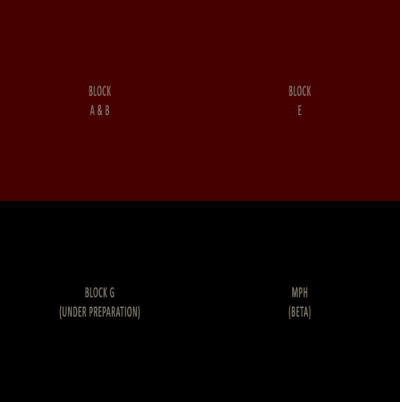 BLOCK
A & B
BLOCK
E
BLOCK G
(UNDER PREPARATION)
MPH
(BETA)